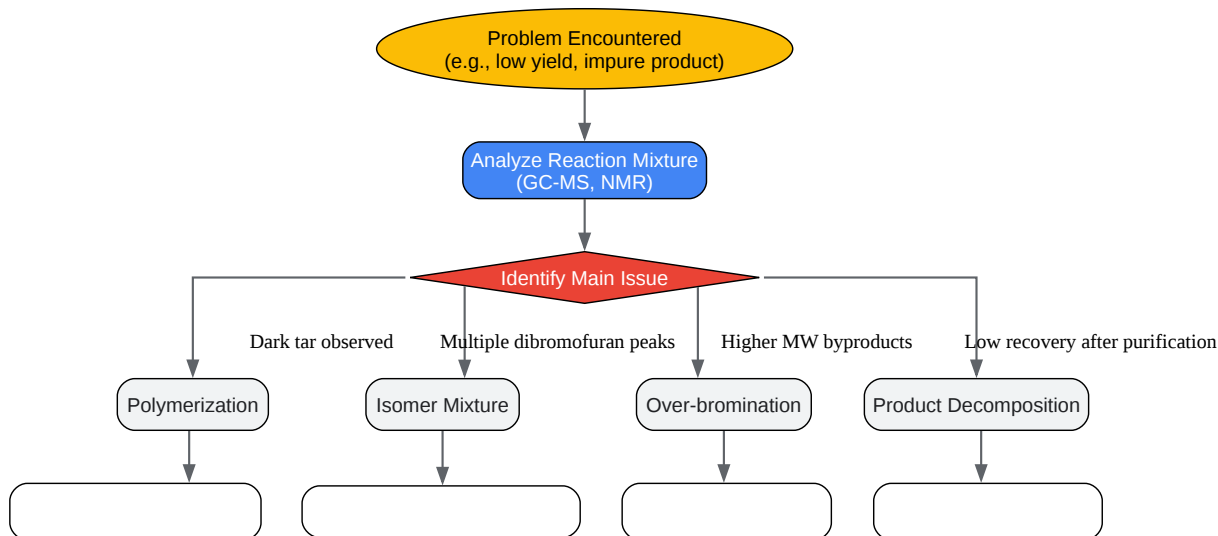 Problem Encountered
(e.g., low yield, impure product)
Analyze Reaction Mixture
(GC-MS, NMR)
Identify Main Issue
Dark tar observed
Multiple dibromofuran peaks
Higher MW byproducts
Low recovery after purification
Polymerization
Isomer Mixture
Over-bromination
Product Decomposition